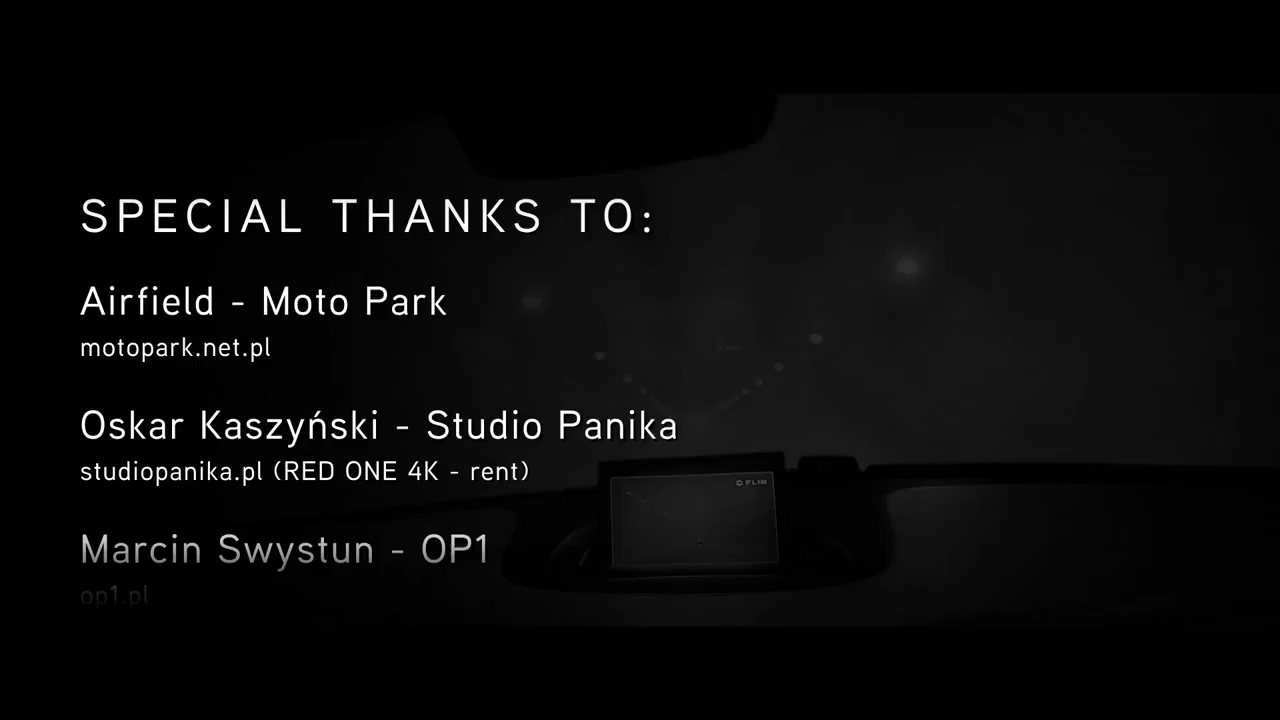 SPECIAL THANKS TO:
Airfield - Moto Park
motopark.net.pl
Oskar Kaszyński - Studio Panika
studiopanika.pl (RED ONE 4K - rent)
FLIR
Marcin Swystun - OP1
op1.pl